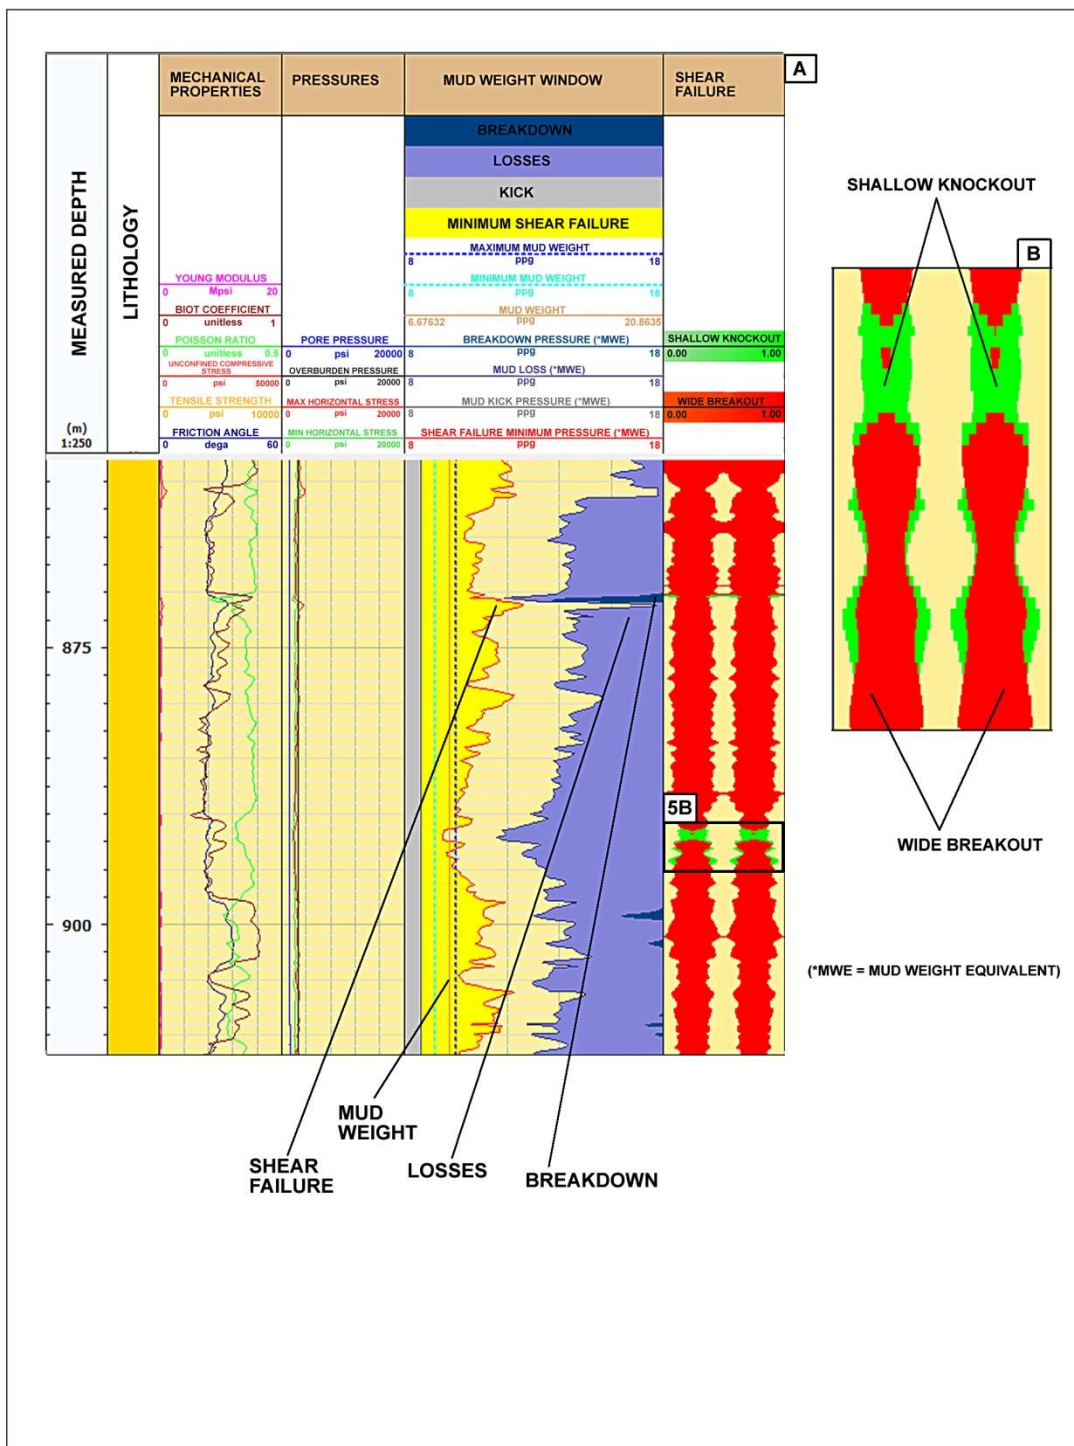 A
MECHANICAL
PROPERTIES
PRESSURES
MUD WEIGHT WINDOW
SHEAR
FAILURE
MEASURED DEPTH
(m)
1:250
LITHOLOGY
BREAKDOWN
LOSSES
KICK
MINIMUM SHEAR FAILURE
MAXIMUM MUD WEIGHT
8 ppg 18
MINIMUM MUD WEIGHT
8 ppg 18
YOUNG MODULUS
0 Mpsi 20
MUD WEIGHT
6.67632 ppg 20.8635
BIOT COEFFICIENT
0 unitless 1
POISSON RATIO
0 unitless 0.5
PORE PRESSURE
0 psi 20000
BREAKDOWN PRESSURE (*MWE)
8 ppg 18
SHALLOW KNOCKOUT
0.00 1.00
UNCONFINED COMPRESSIVE
STRESS
0 psi 50000
OVERBURDEN PRESSURE
0 psi 20000
MUD LOSS (*MWE)
8 ppg 18
TENSILE STRENGTH
0 psi 10000
MAX HORIZONTAL STRESS
0 psi 20000
MUD KICK PRESSURE (*MWE)
8 ppg 18
WIDE BREAKOUT
0.00 1.00
FRICTION ANGLE
0 dega 60
MIN HORIZONTAL STRESS
0 psi 20000
SHEAR FAILURE MINIMUM PRESSURE (*MWE)
8 ppg 18
875
900
5B
SHEAR
FAILURE
MUD
WEIGHT
LOSSES
BREAKDOWN
SHALLOW KNOCKOUT
B
WIDE BREAKOUT
(*MWE = MUD WEIGHT EQUIVALENT)